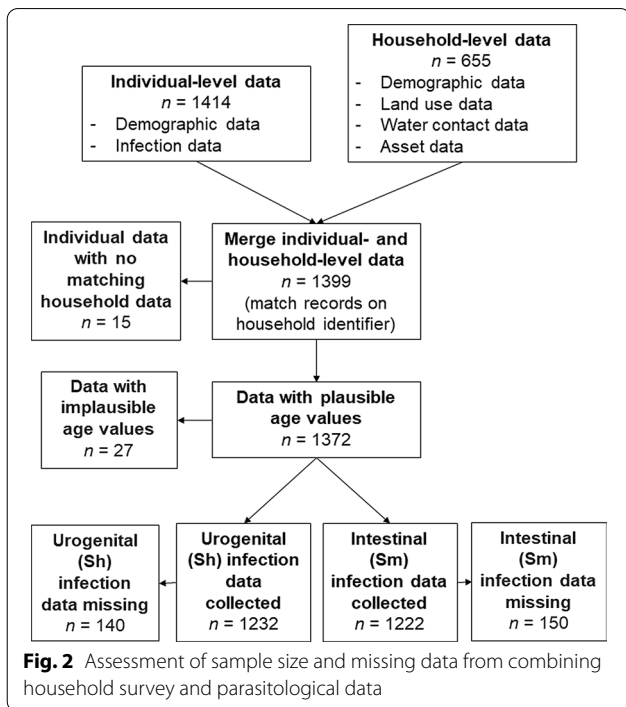 Individual-level data
n = 1414
- Demographic data
- Infection data
Household-level data
n = 655
- Demographic data
- Land use data
- Water contact data
- Asset data
Individual data
with no
matching
household data
n = 15
Merge individual- and
household-level data
n = 1399
(match records on
household identifier)
Data with
implausible
age values
n = 27
Data with plausible
age values
n = 1372
Urogenital
(Sh)
infection
data missing
n = 140
Urogenital
(Sh) infection
data
collected
n = 1232
Intestinal
(Sm)
infection data
collected
n = 1222
Intestinal
(Sm)
infection data
missing
n = 150
Fig. 2 Assessment of sample size and missing data from combining
household survey and parasitological data